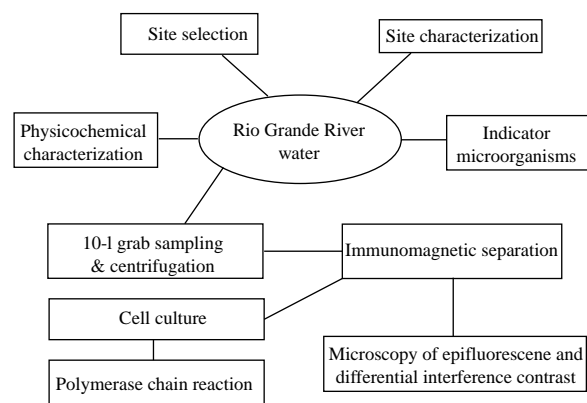 Site selection
Site characterization
Rio Grande River
water
Physicochemical
characterization
Indicator
microorganisms
10-l grab sampling
& centrifugation
Immunomagnetic separation
Cell culture
Microscopy of epifluorescene and
differential interference contrast
Polymerase chain reaction